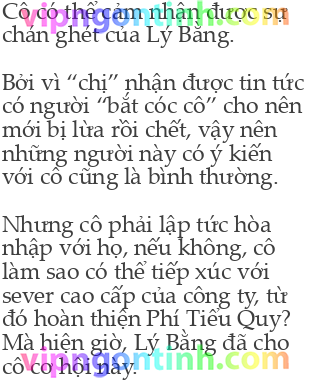 Cô có thể cảm nhận được sự
chán ghét của Lý Bằng.
Bởi vì “chị” nhận được tin tức
có người “bắt cóc cô” cho nên
mới bị lừa rồi chết, vậy nên
những người này có ý kiến
với cô cũng là bình thường.
Nhưng cô phải lập tức hòa
nhập với họ, nếu không, cô
làm sao có thể tiếp xúc với
sever cao cấp của công ty, từ
đó hoàn thiện Phí Tiểu Quy?
Mà hiện giờ, Lý Bằng đã cho
cô cơ hội này.
vipngontinh.com
vipngontinh.com